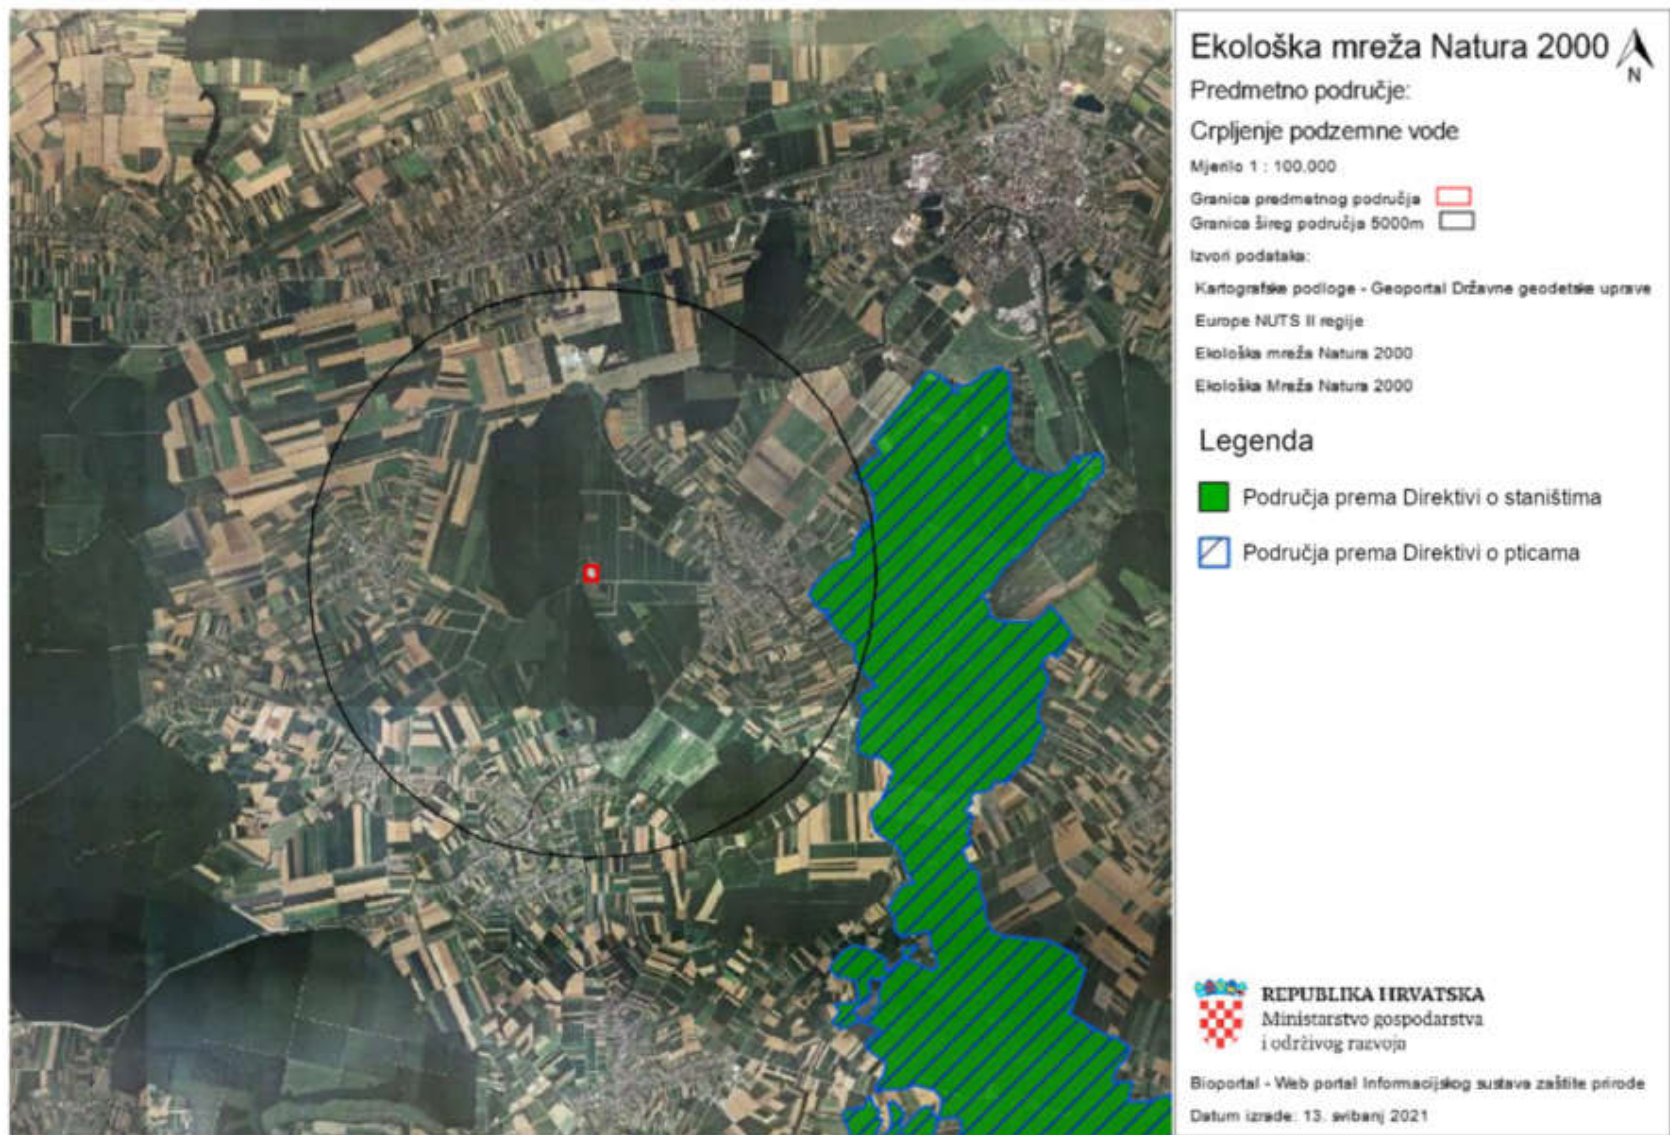 Ekološka mreža Natura 2000
N
Predmetno područje:
Crpljenje podzemne vode
Mjerilo 1 : 100.000
Granica predmetnog područja
Granica šireg područja 5000m
Izvori podataka:
Kartografske podloge - Geoportal Državne geodetske uprave
Europe NUTS II regije
Ekološka mreža Natura 2000
Ekološka Mreža Natura 2000
Legenda
Područja prema Direktivi o staništima
Područja prema Direktivi o pticama
REPUBLIKA HRVATSKA
Ministarstvo gospodarstva
i održivog razvoja
Bioportal - Web portal Informacijskog sustava zaštite prirode
Datum izrade: 13. svibanj 2021